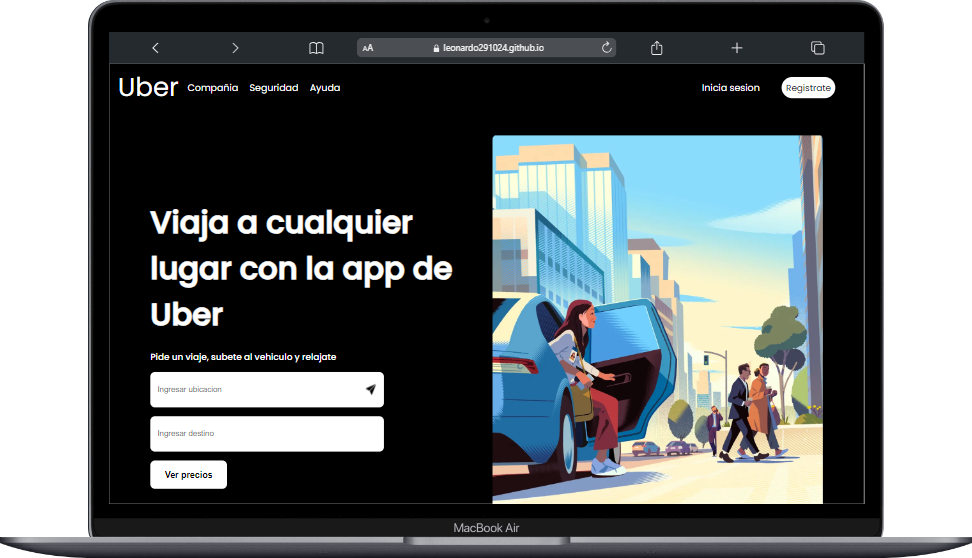 AA leonardo291024.github.io
Uber Compañia Seguridad Ayuda Inicia sesion Registrate
Viaja a cualquier
lugar con la app de
Uber
Pide un viaje, subete al vehiculo y relajate
Ingresar ubicacion
Ingresar destino
Ver precios
MacBook Air